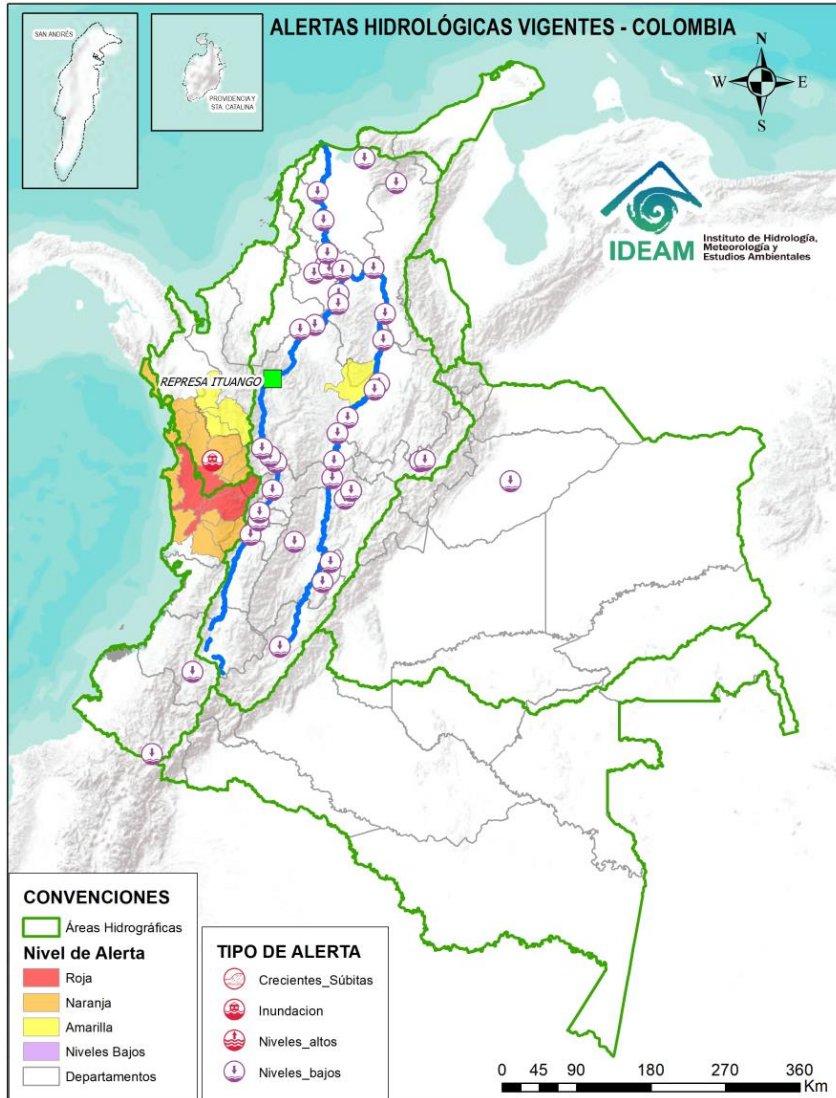 ALERTAS HIDROLÓGICAS VIGENTES - COLOMBIA
SAN ANDRÉS
PROVIDENCIA Y
STA. CATALINA
N
W
E
S
IDEAM
Instituto de Hidrología,
Meteorología y
Estudios Ambientales
REPRESA ITUANGO
CONVENCIONES
Áreas Hidrográficas
Nivel de Alerta
Roja
Naranja
Amarilla
Niveles Bajos
Departamentos
TIPO DE ALERTA
Crecientes_Súbitas
Inundacion
Niveles_altos
Niveles_bajos
0 45 90 180 270 360
Km